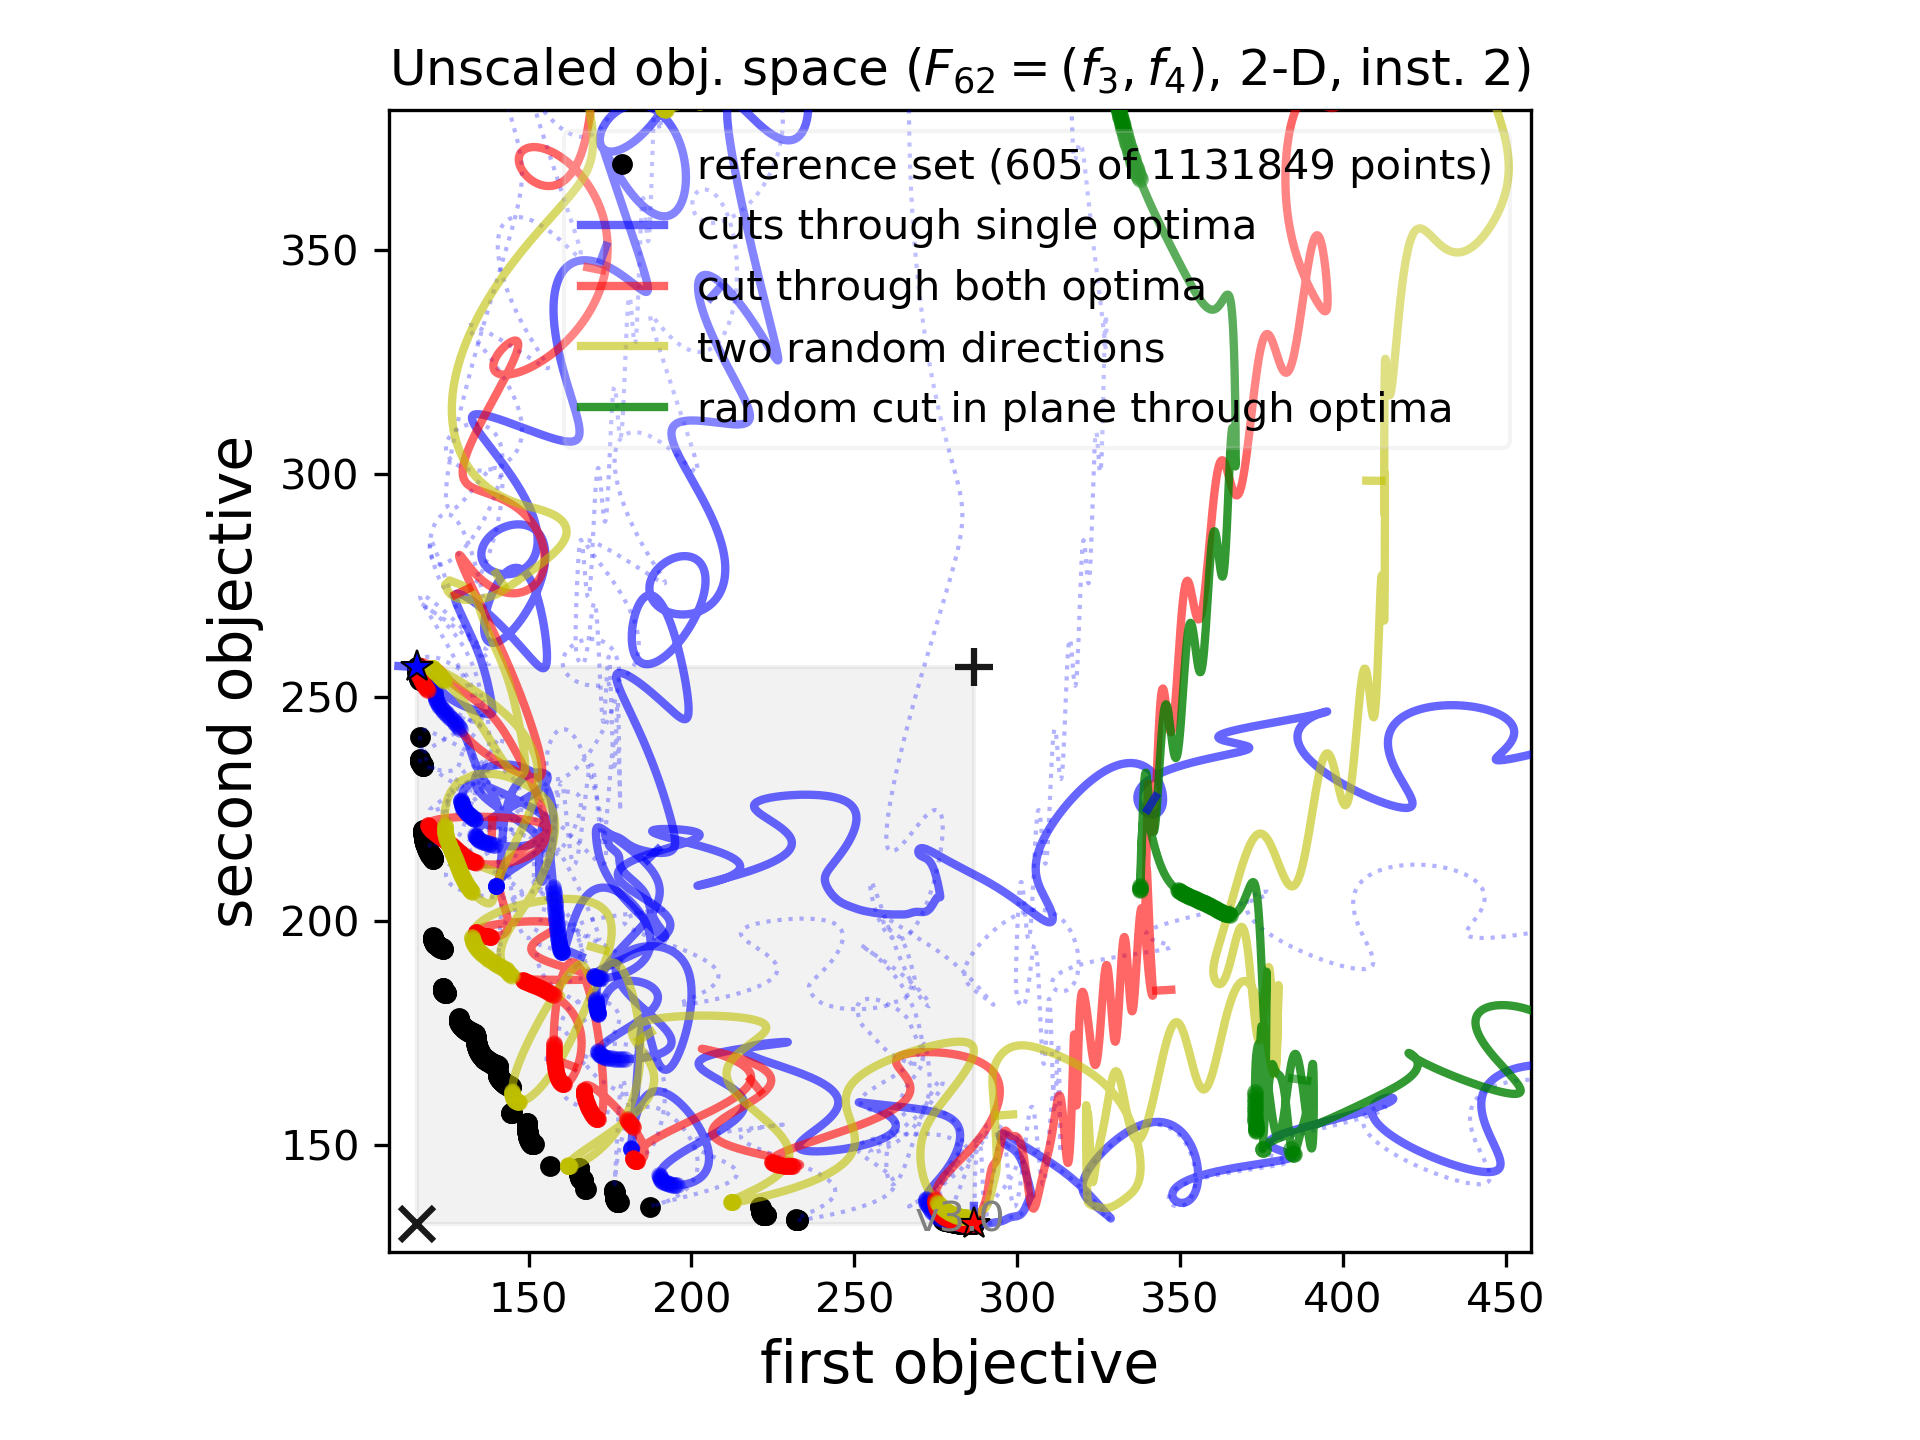 Unscaled obj. space (F62 = (f3, f4), 2-D, inst. 2)
reference set (605 of 1131849 points)
cuts through single optima
cut through both optima
two random directions
random cut in plane through optima
second objective
350
300
250
200
150
v3.0
150 200 250 300 350 400 450
first objective